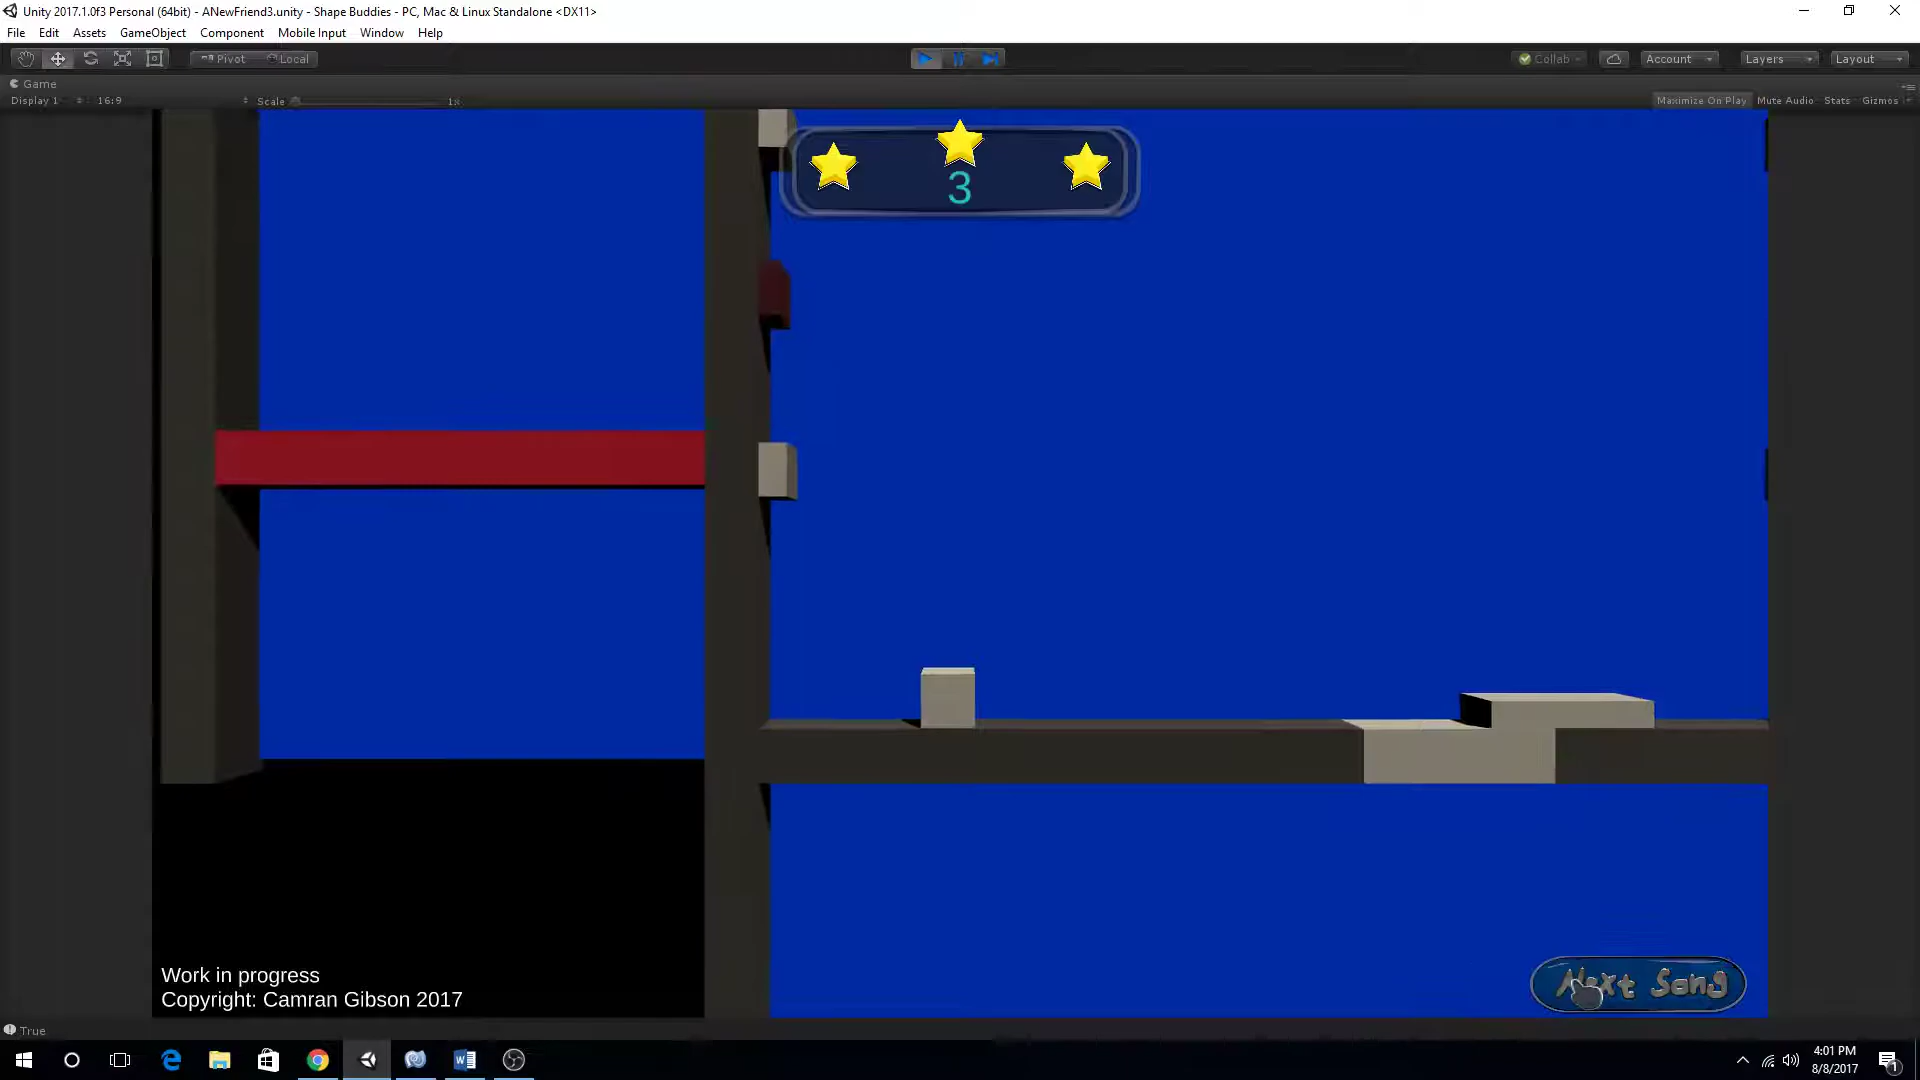 Unity 2017.1.0f3 Personal (64bit) - ANewFriend3.unity - Shape Buddies - PC, Mac & Linux Standalone <DX11>
File Edit Assets GameObject Component Mobile Input Window Help
Pivot Local Collab Account Layers Layout
Game
Display 1 16:9 Scale 1x Maximize On Play Mute Audio Stats Gizmos
3
Work in progress
Copyright: Camran Gibson 2017
Next Song
True
4:01 PM
8/8/2017
1